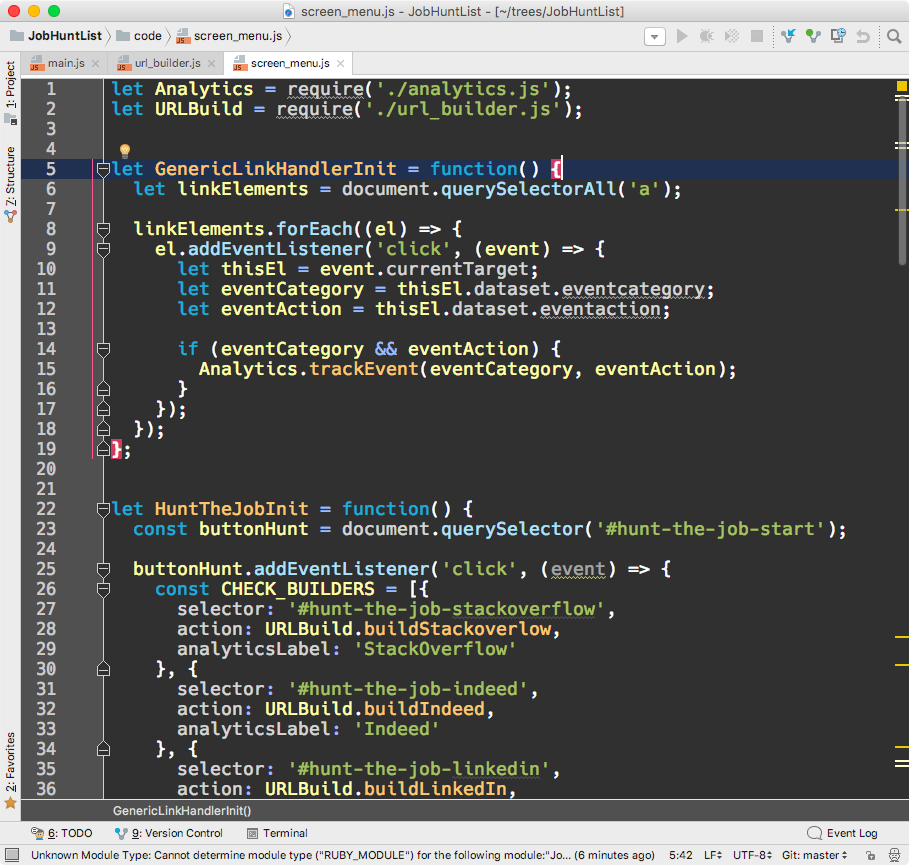 screen_menu.js - JobHuntList - [~/trees/JobHuntList]
JobHuntList code screen_menu.js
main.js url_builder.js screen_menu.js
1: Project
Z: Structure
2: Favorites
1 let Analytics = require('./analytics.js');
2 let URLBuild = require('./url_builder.js');
3
4
5 let GenericLinkHandlerInit = function() {
6 let linkElements = document.querySelectorAll('a');
7
8 linkElements.forEach((el) => {
9 el.addEventListener('click', (event) => {
10 let thisEl = event.currentTarget;
11 let eventCategory = thisEl.dataset.eventcategory;
12 let eventAction = thisEl.dataset.eventaction;
13
14 if (eventCategory && eventAction) {
15 Analytics.trackEvent(eventCategory, eventAction);
16 }
17 });
18 });
19 };
20
21
22 let HuntTheJobInit = function() {
23 const buttonHunt = document.querySelector('#hunt-the-job-start');
24
25 buttonHunt.addEventListener('click', (event) => {
26 const CHECK_BUILDERS = [{
27 selector: '#hunt-the-job-stackoverflow',
28 action: URLBuild.buildStackoverlow,
29 analyticsLabel: 'StackOverflow'
30 }, {
31 selector: '#hunt-the-job-indeed',
32 action: URLBuild.buildIndeed,
33 analyticsLabel: 'Indeed'
34 }, {
35 selector: '#hunt-the-job-linkedin',
36 action: URLBuild.buildLinkedIn,
GenericLinkHandlerInit()
6: TODO 9: Version Control Terminal Event Log
Unknown Module Type: Cannot determine module type ("RUBY_MODULE") for the following module:"Jo... (6 minutes ago) 5:42 LF UTF-8 Git: master